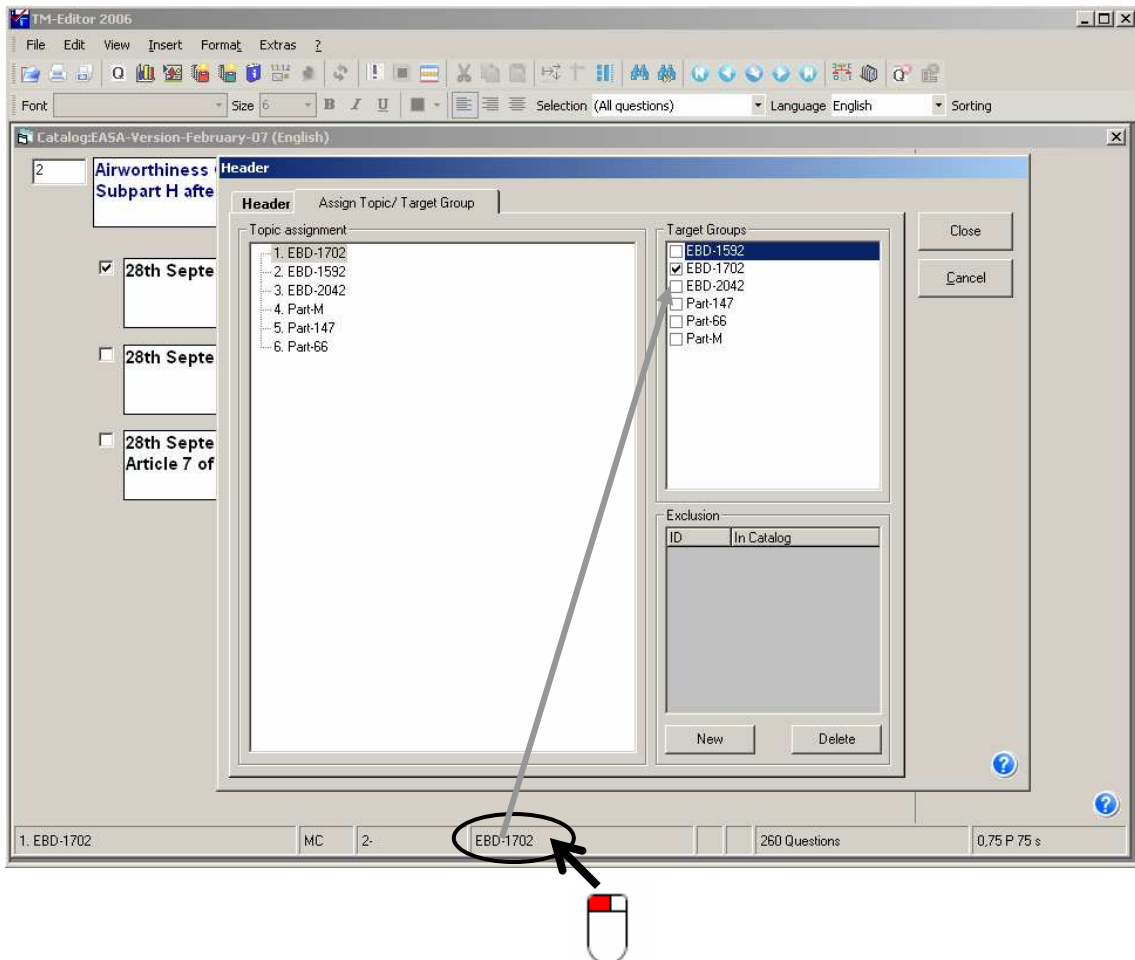 TM-Editor 2006
File Edit View Insert Format Extras ?
Font Size 6 B I U Selection (All questions) Language English Sorting
Catalog:EASA-Version-February-07 (English)
2
Airworthiness
Subpart H afte
28th Septe
28th Septe
28th Septe
Article 7 of
Header
Header Assign Topic/ Target Group
Topic assignment
1. EBD-1702
2. EBD-1592
3. EBD-2042
4. Part-M
5. Part-147
6. Part-66
Target Groups
EBD-1592
EBD-1702
EBD-2042
Part-147
Part-66
Part-M
Exclusion
ID In Catalog
New Delete
Close
Cancel
1. EBD-1702 MC 2- EBD-1702 260 Questions 0,75 P 75 s